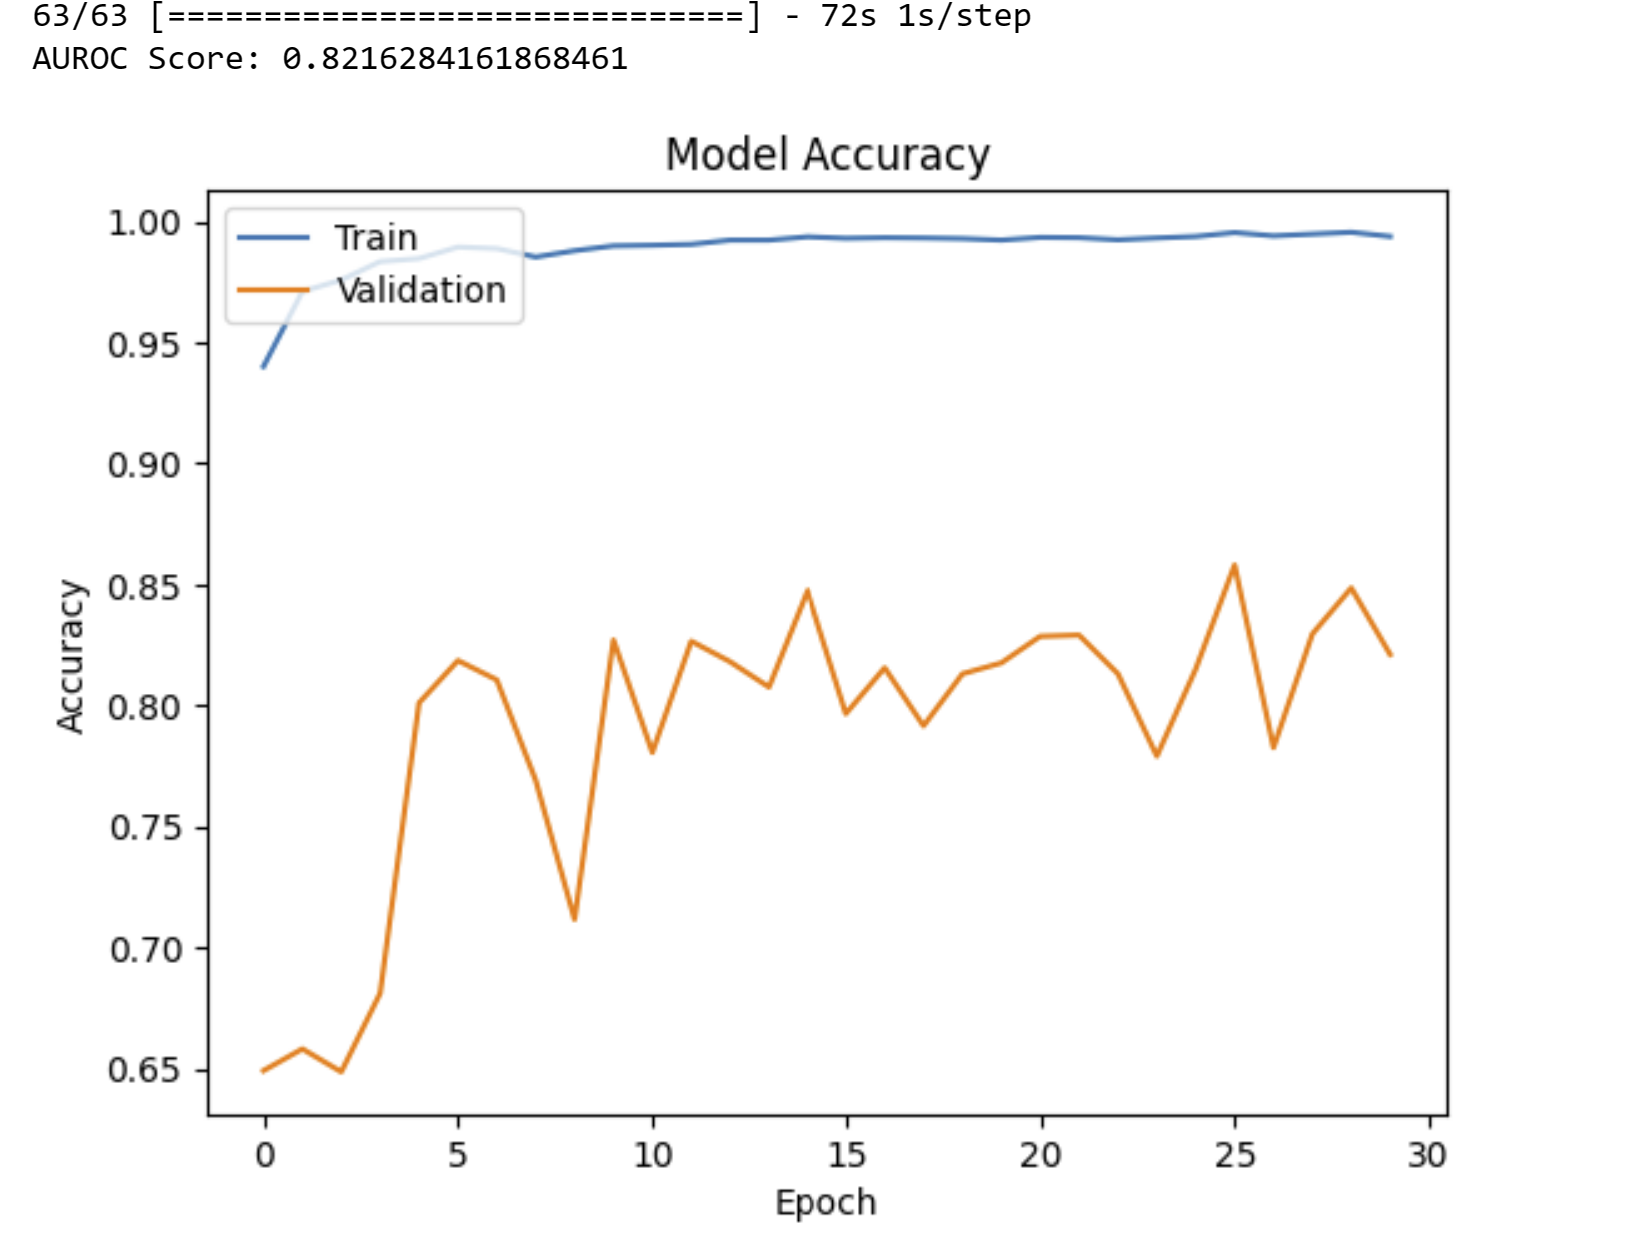 63/63 [==============================] - 72s 1s/step
AUROC Score: 0.8216284161868461
Model Accuracy
Train
Validation
1.00
0.95
0.90
0.85
0.80
0.75
0.70
0.65
Accuracy
0 5 10 15 20 25 30
Epoch